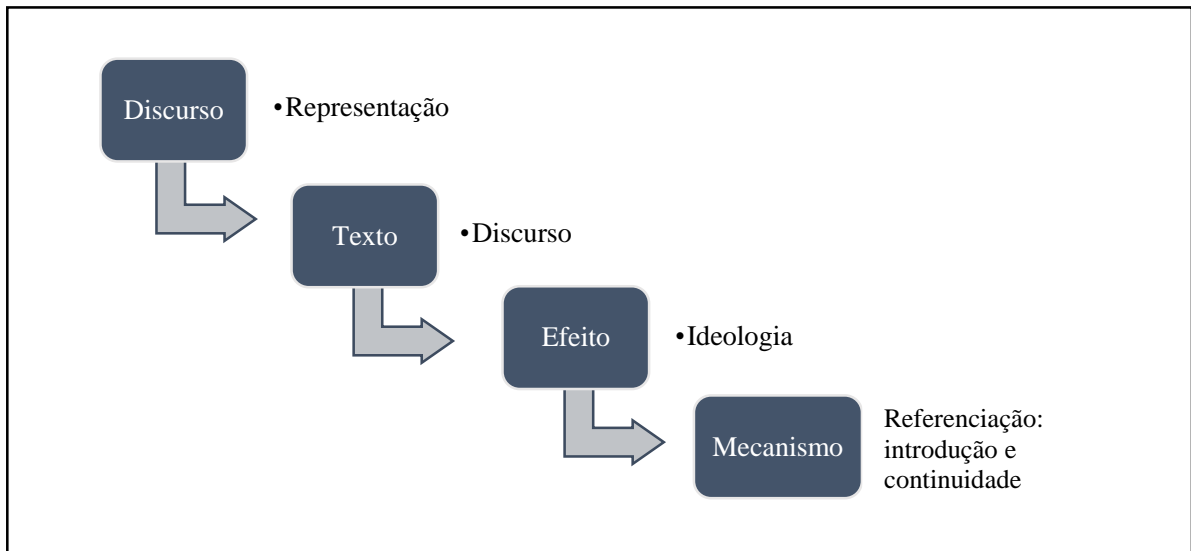 Discurso
•Representação
Texto
•Discurso
Efeito
•Ideologia
Mecanismo
Referenciação:
introdução e
continuidade